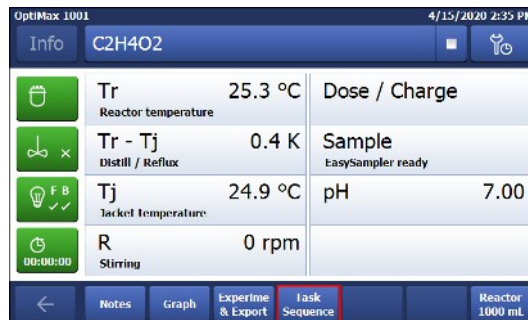 OptiMax 1001 4/15/2020 2:35 P
Info C2H4O2
Tr 25.3 °C Dose / Charge
Reactor temperature
Tr - Tj 0.4 K Sample
Distill / Reflux EasySampler ready
F B
Tj 24.9 °C pH 7.00
Jacket temperature
R 0 rpm
00:00:00 Stirring
Notes Graph Experime Task Reactor
& Export Sequence 1000 mL